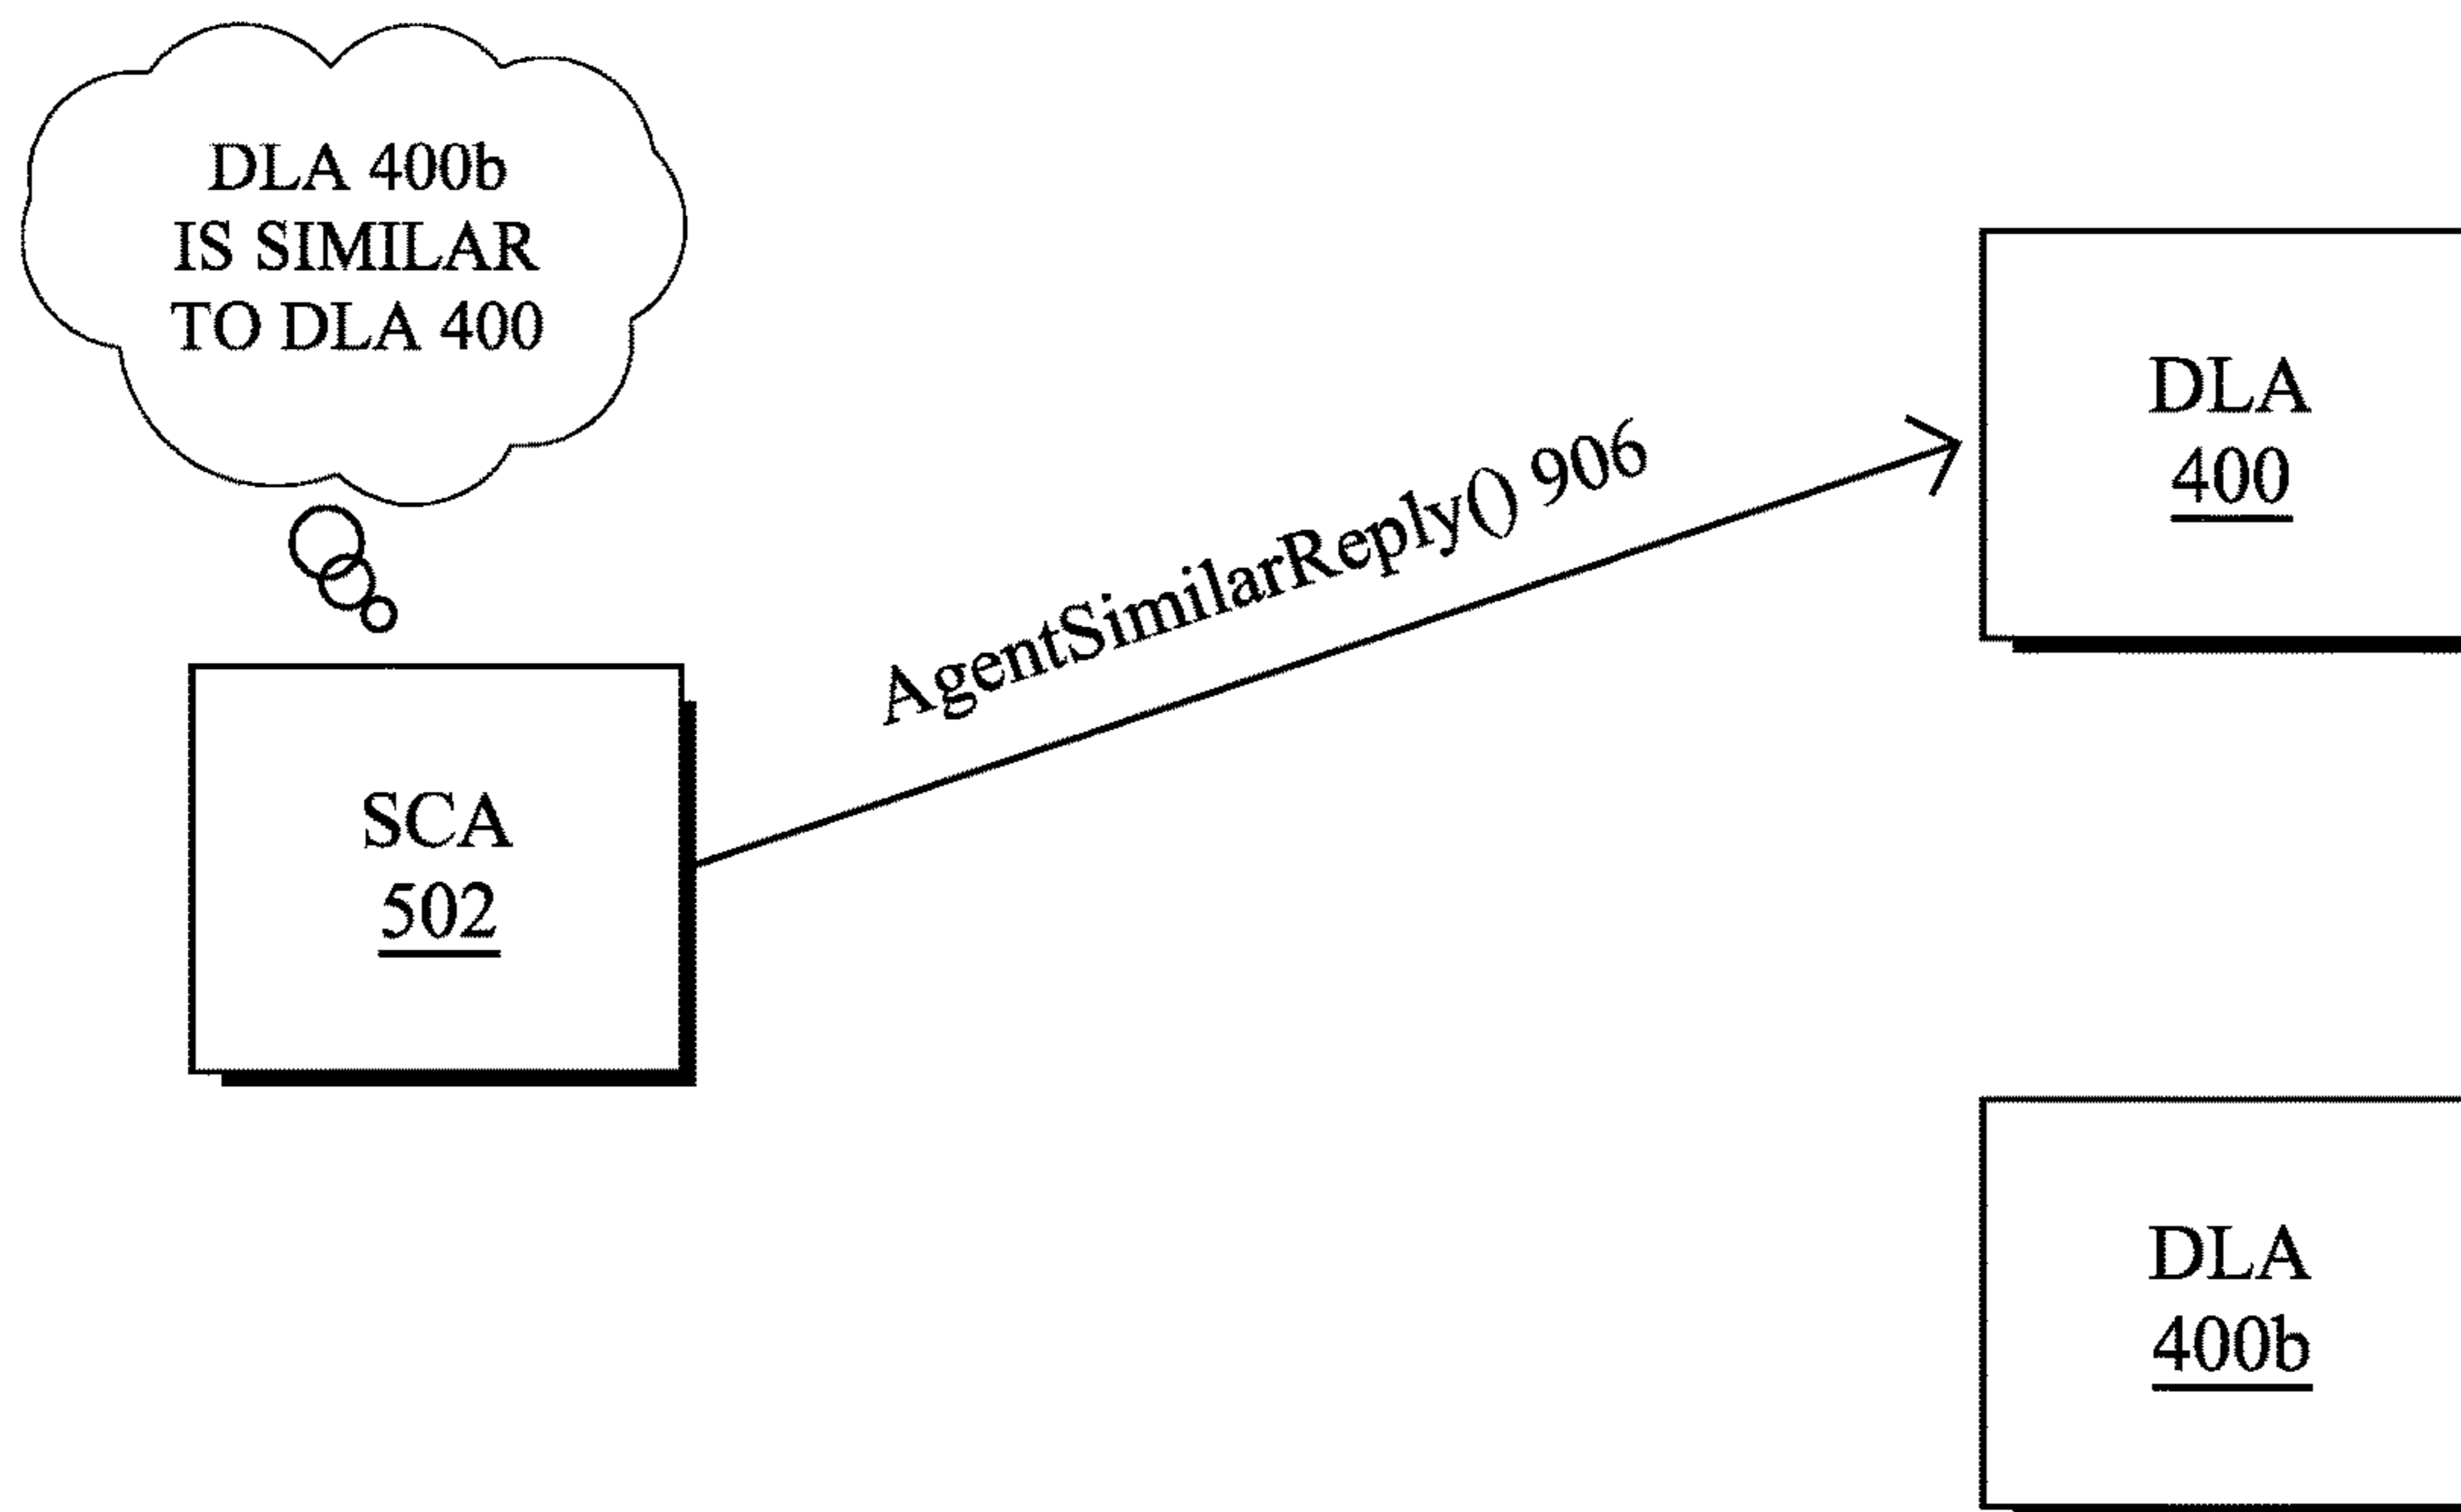 DLA 400b
IS SIMILAR
TO DLA 400
AgentSimilarReply() 906
DLA
400
SCA
502
DLA
400b